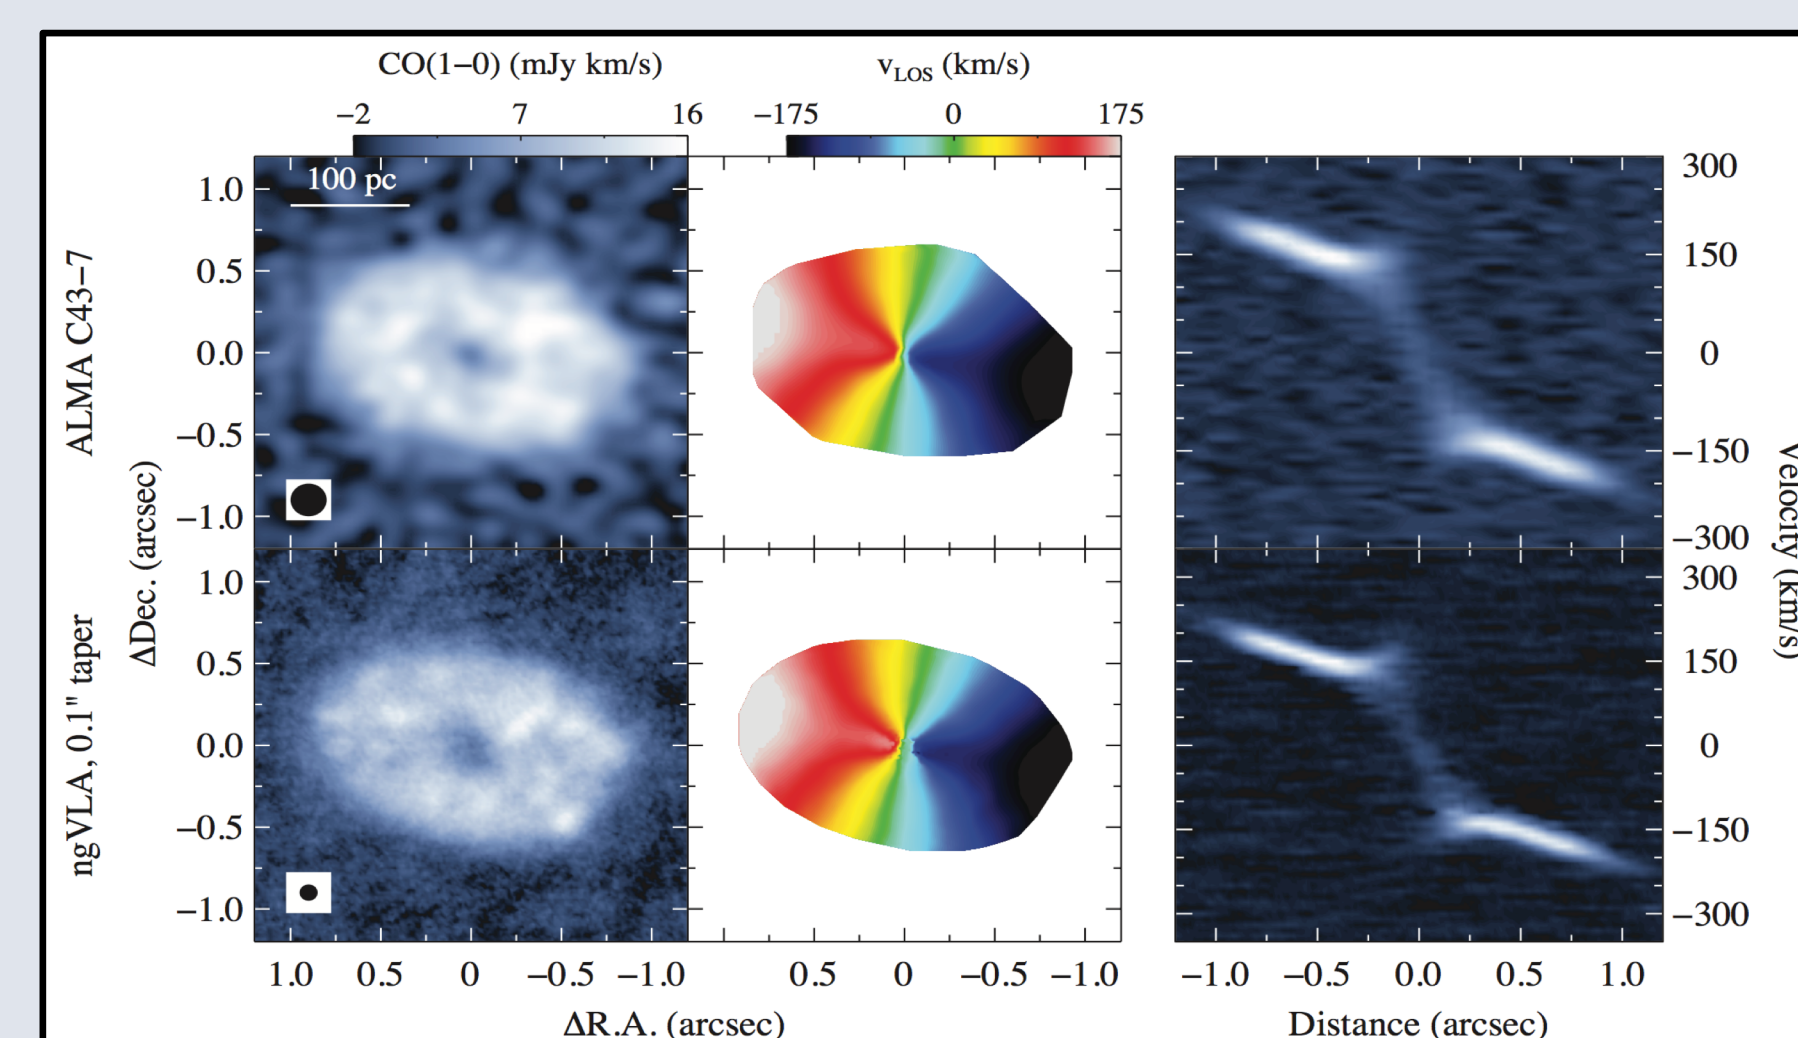 CO(1−0) (mJy km/s)
v_LOS (km/s)
−2 7 16
−175 0 175
100 pc
ALMA C43−7
1.0
0.5
0.0
−0.5
−1.0
300
150
0
−150
−300
ΔDec. (arcsec)
Velocity (km/s)
ngVLA, 0.1" taper
1.0
0.5
0.0
−0.5
−1.0
300
150
0
−150
−300
1.0 0.5 0 −0.5 −1.0
0.5 0 −0.5 −1.0
−1.0 −0.5 0.0 0.5 1.0
ΔR.A. (arcsec)
Distance (arcsec)